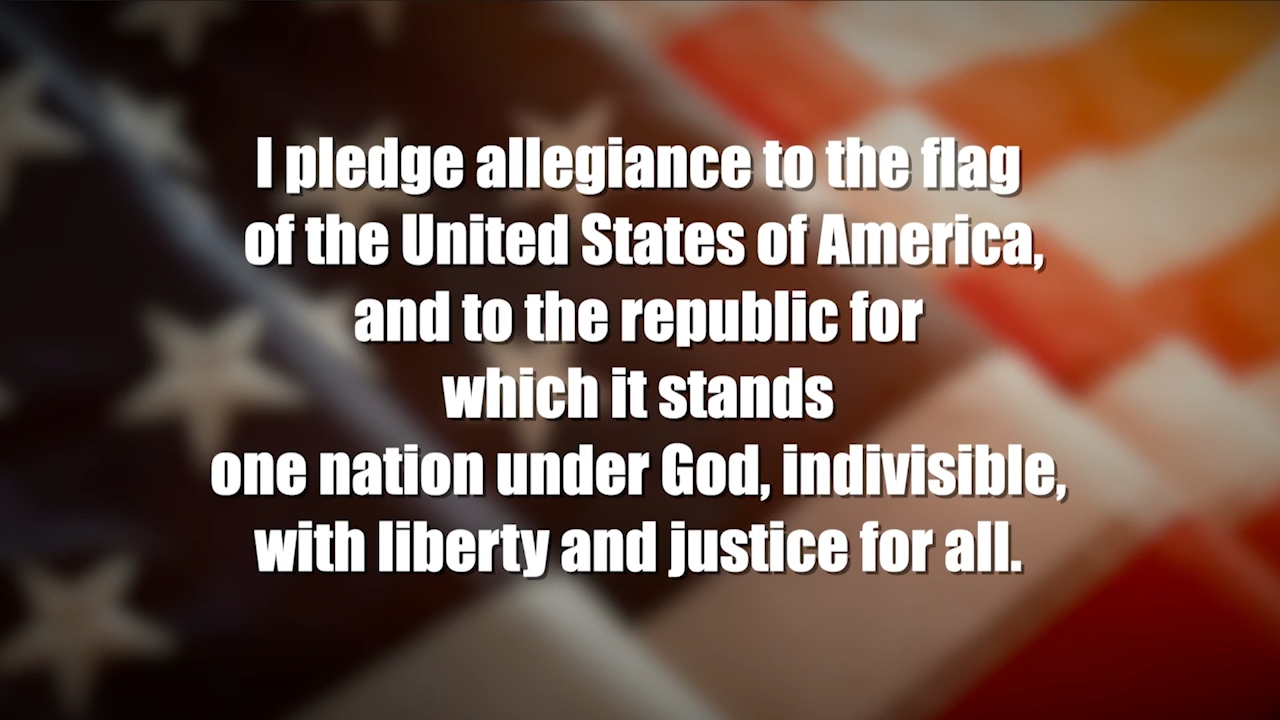 I pledge allegiance to the flag
of the United States of America,
and to the republic for
which it stands
one nation under God, indivisible,
with liberty and justice for all.